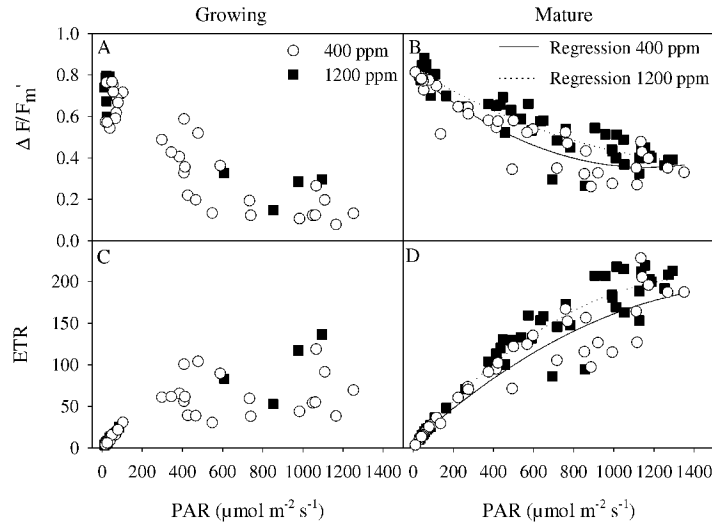 Growing Mature
A
400 ppm
1200 ppm
B
Regression 400 ppm
Regression 1200 ppm
Δ F/Fm'
1.0
0.8
0.6
0.4
0.2
0.0
C
D
ETR
200
150
100
50
0
0 200 400 600 800 1000 1200 1400 0 200 400 600 800 1000 1200 1400
PAR (µmol m-2 s-1) PAR (µmol m-2 s-1)